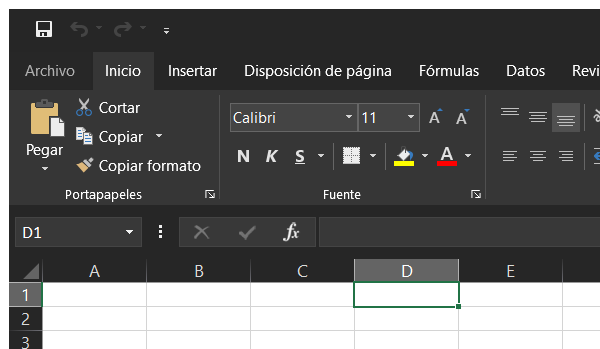 Archivo Inicio Insertar Disposición de página Fórmulas Datos Revi
Pegar
Cortar
Copiar
Copiar formato
Portapapeles
Calibri 11 A A
N K S A
Fuente
D1 fx
A B C D E
1
2
3